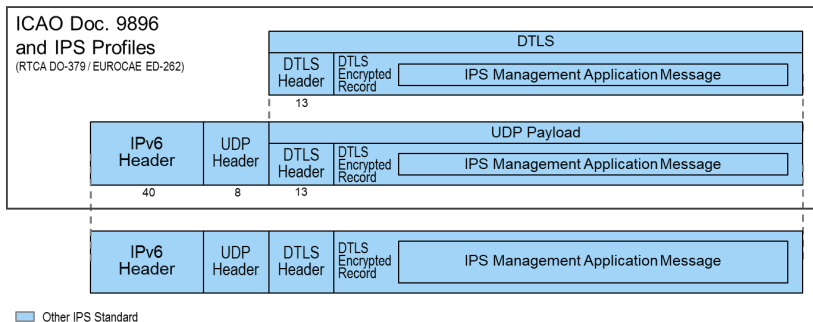 ICAO Doc. 9896
and IPS Profiles
(RTCA DO-379 / EUROCAE ED-262)
DTLS
DTLS
Header
DTLS
Encrypted
Record
IPS Management Application Message
13
IPv6
Header
UDP
Header
UDP Payload
DTLS
Header
DTLS
Encrypted
Record
IPS Management Application Message
40
8
13
IPv6
Header
UDP
Header
DTLS
Header
DTLS
Encrypted
Record
IPS Management Application Message
Other IPS Standard